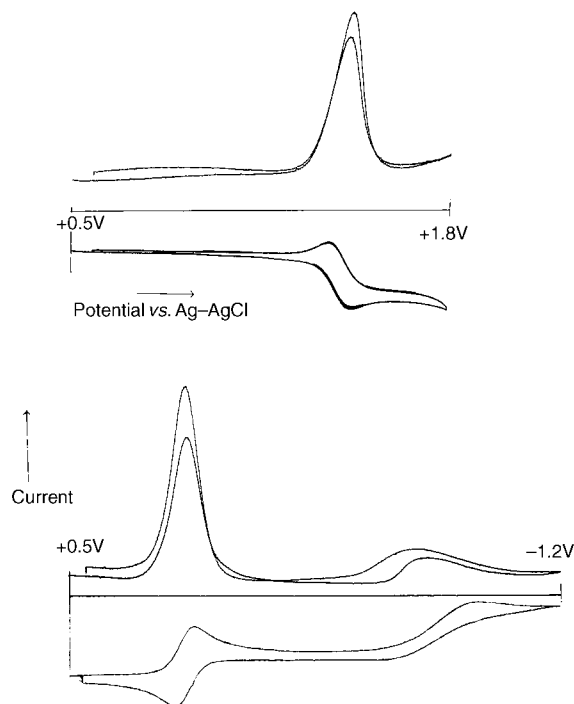 +0.5V
+1.8V
Potential vs. Ag–AgCl
Current
+0.5V
−1.2V